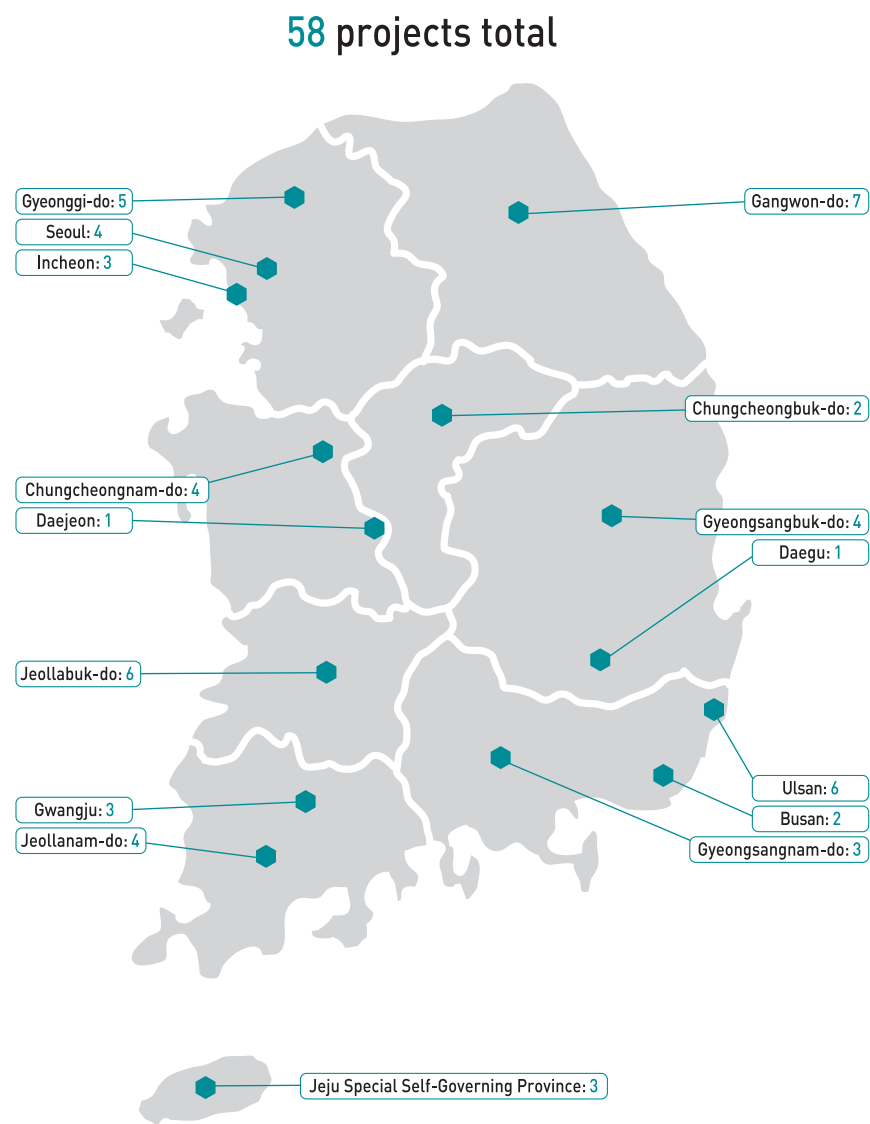 58 projects total
Gyeonggi-do: 5
Seoul: 4
Incheon: 3
Gangwon-do: 7
Chungcheongbuk-do: 2
Chungcheongnam-do: 4
Daejeon: 1
Gyeongsangbuk-do: 4
Daegu: 1
Jeollabuk-do: 6
Gwangju: 3
Jeollanam-do: 4
Ulsan: 6
Busan: 2
Gyeongsangnam-do: 3
Jeju Special Self-Governing Province: 3